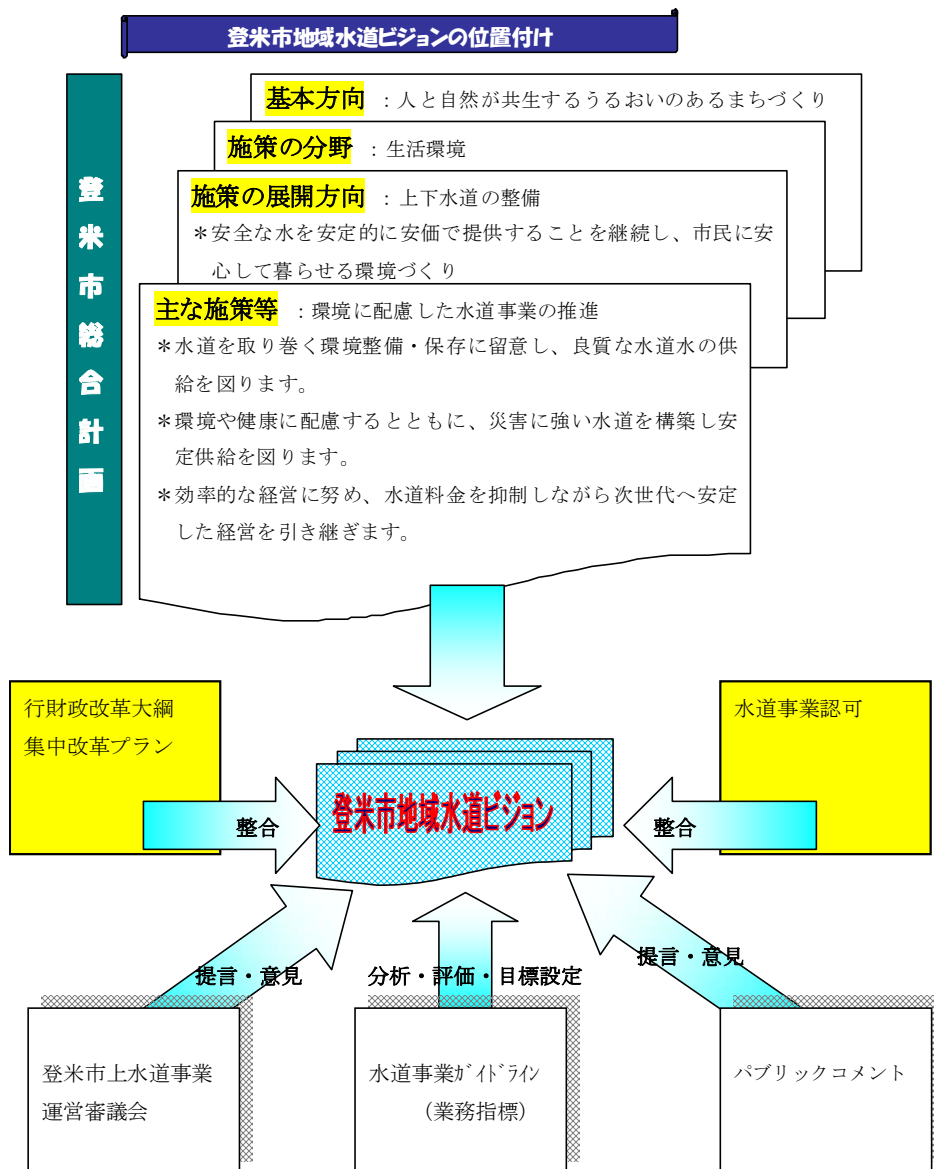 登米市地域水道ビジョンの位置付け
登米市総合計画
基本方向 ：人と自然が共生するうるおいのあるまちづくり
施策の分野 ：生活環境
施策の展開方向 ：上下水道の整備
＊安全な水を安定的に安価で提供することを継続し、市民に安
心して暮らせる環境づくり
主な施策等 ：環境に配慮した水道事業の推進
＊水道を取り巻く環境整備・保存に留意し、良質な水道水の供
給を図ります。
＊環境や健康に配慮するとともに、災害に強い水道を構築し安
定供給を図ります。
＊効率的な経営に努め、水道料金を抑制しながら次世代へ安定
した経営を引き継ぎます。
行財政改革大綱
集中改革プラン
水道事業認可
整合
登米市地域水道ビジョン
整合
提言・意見
分析・評価・目標設定
提言・意見
登米市上水道事業
運営審議会
水道事業ｶﾞｲﾄﾞﾗｲﾝ
（業務指標）
パブリックコメント